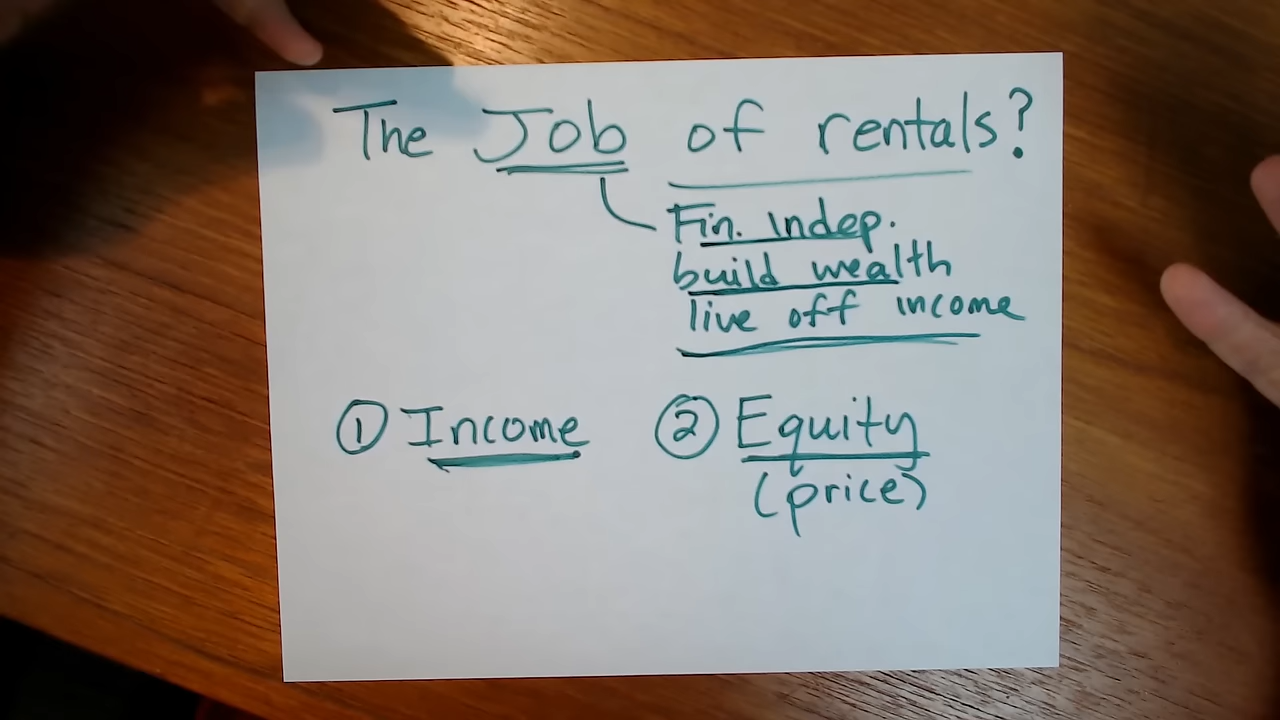 The Job of rentals?
Fin. Indep.
build wealth
live off income
① Income ② Equity
(price)